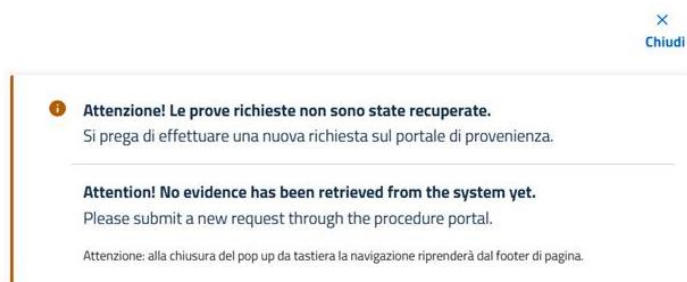 Chiudi
Attenzione! Le prove richieste non sono state recuperate.
Si prega di effettuare una nuova richiesta sul portale di provenienza.
Attention! No evidence has been retrieved from the system yet.
Please submit a new request through the procedure portal.
Attenzione: alla chiusura del pop up da tastiera la navigazione riprenderà dal footer di pagina.